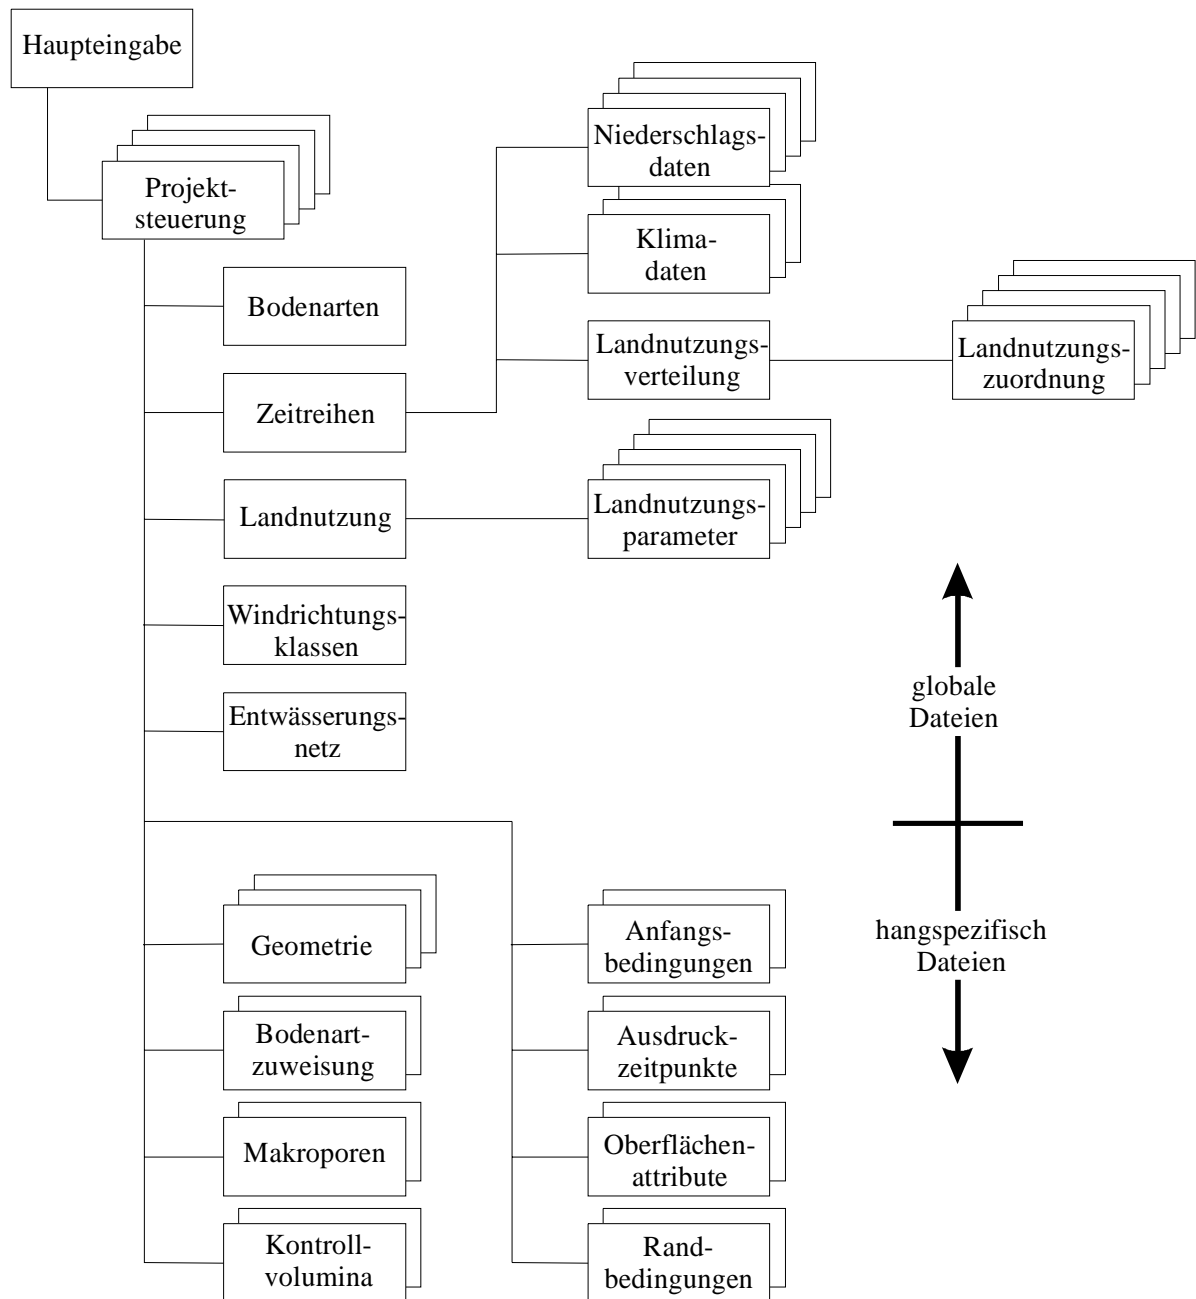 Haupteingabe
Projekt-
steuerung
Niederschlags-
daten
Klima-
daten
Bodenarten
Landnutzungs-
verteilung
Landnutzungs-
zuordnung
Zeitreihen
Landnutzung
Landnutzungs-
parameter
Windrichtungs-
klassen
Entwässerungs-
netz
globale
Dateien
hangspezifisch
Dateien
Geometrie
Anfangs-
bedingungen
Bodenart-
zuweisung
Ausdruck-
zeitpunkte
Makroporen
Oberflächen-
attribute
Kontroll-
volumina
Rand-
bedingungen